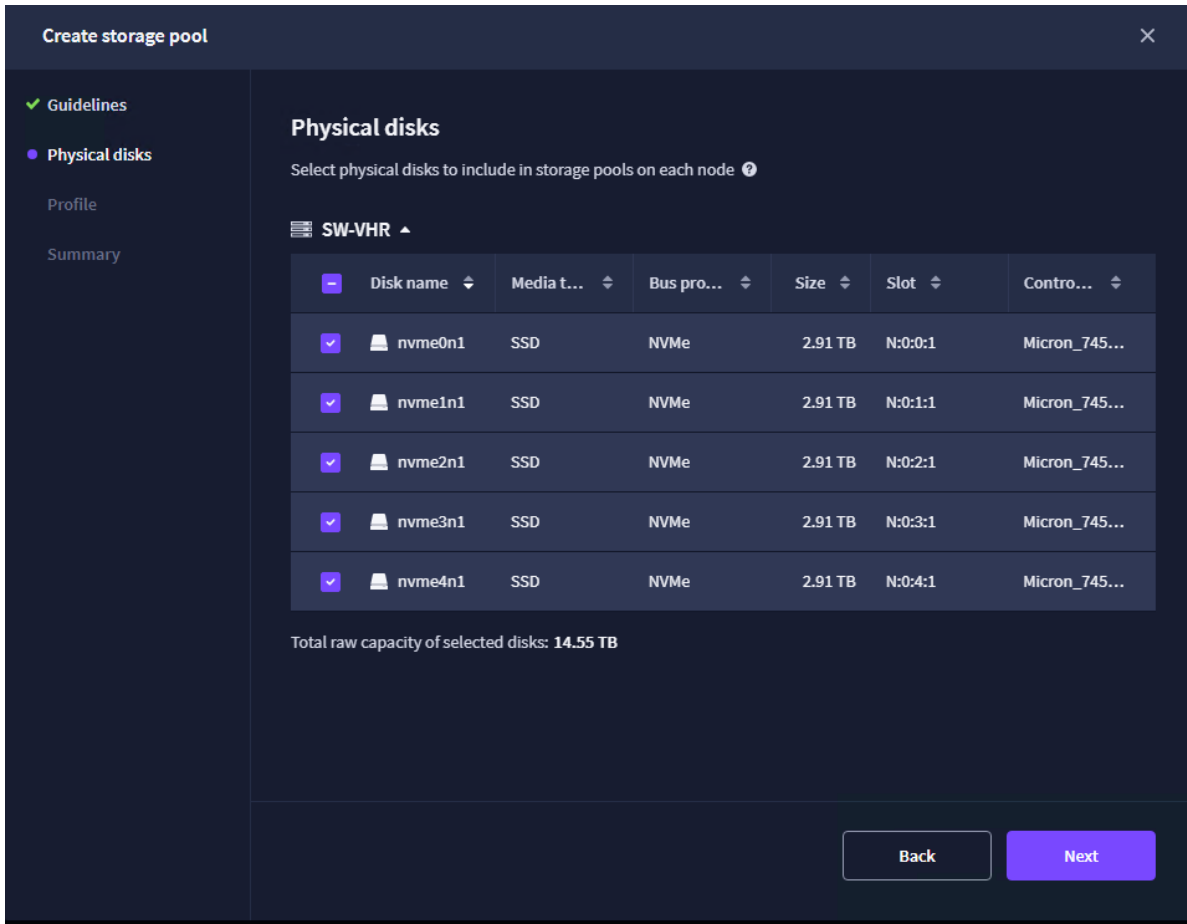 Create storage pool
Guidelines
Physical disks
Profile
Summary
Physical disks
Select physical disks to include in storage pools on each node
SW-VHR
Disk name Media t... Bus pro... Size Slot Contro...
nvme0n1 SSD NVMe 2.91 TB N:0:0:1 Micron_745...
nvme1n1 SSD NVMe 2.91 TB N:0:1:1 Micron_745...
nvme2n1 SSD NVMe 2.91 TB N:0:2:1 Micron_745...
nvme3n1 SSD NVMe 2.91 TB N:0:3:1 Micron_745...
nvme4n1 SSD NVMe 2.91 TB N:0:4:1 Micron_745...
Total raw capacity of selected disks: 14.55 TB
Back Next